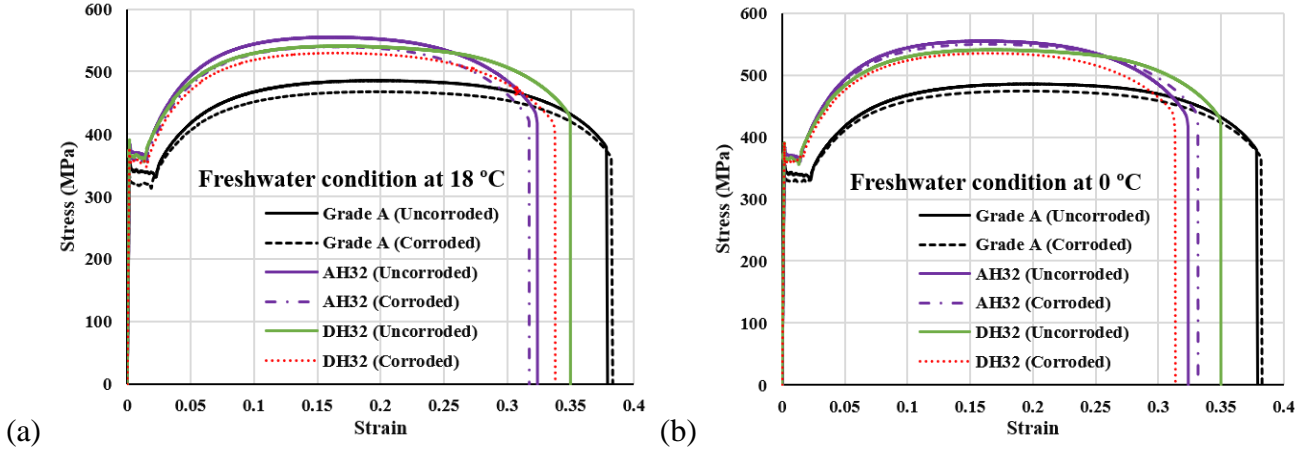 600
500
400
300
200
100
0
Stress (MPa)
Freshwater condition at 18 ºC
Grade A (Uncorroded)
Grade A (Corroded)
AH32 (Uncorroded)
AH32 (Corroded)
DH32 (Uncorroded)
DH32 (Corroded)
0 0.05 0.1 0.15 0.2 0.25 0.3 0.35 0.4
Strain
(a)
600
500
400
300
200
100
0
Stress (MPa)
Freshwater condition at 0 ºC
Grade A (Uncorroded)
Grade A (Corroded)
AH32 (Uncorroded)
AH32 (Corroded)
DH32 (Uncorroded)
DH32 (Corroded)
0 0.05 0.1 0.15 0.2 0.25 0.3 0.35 0.4
Strain
(b)